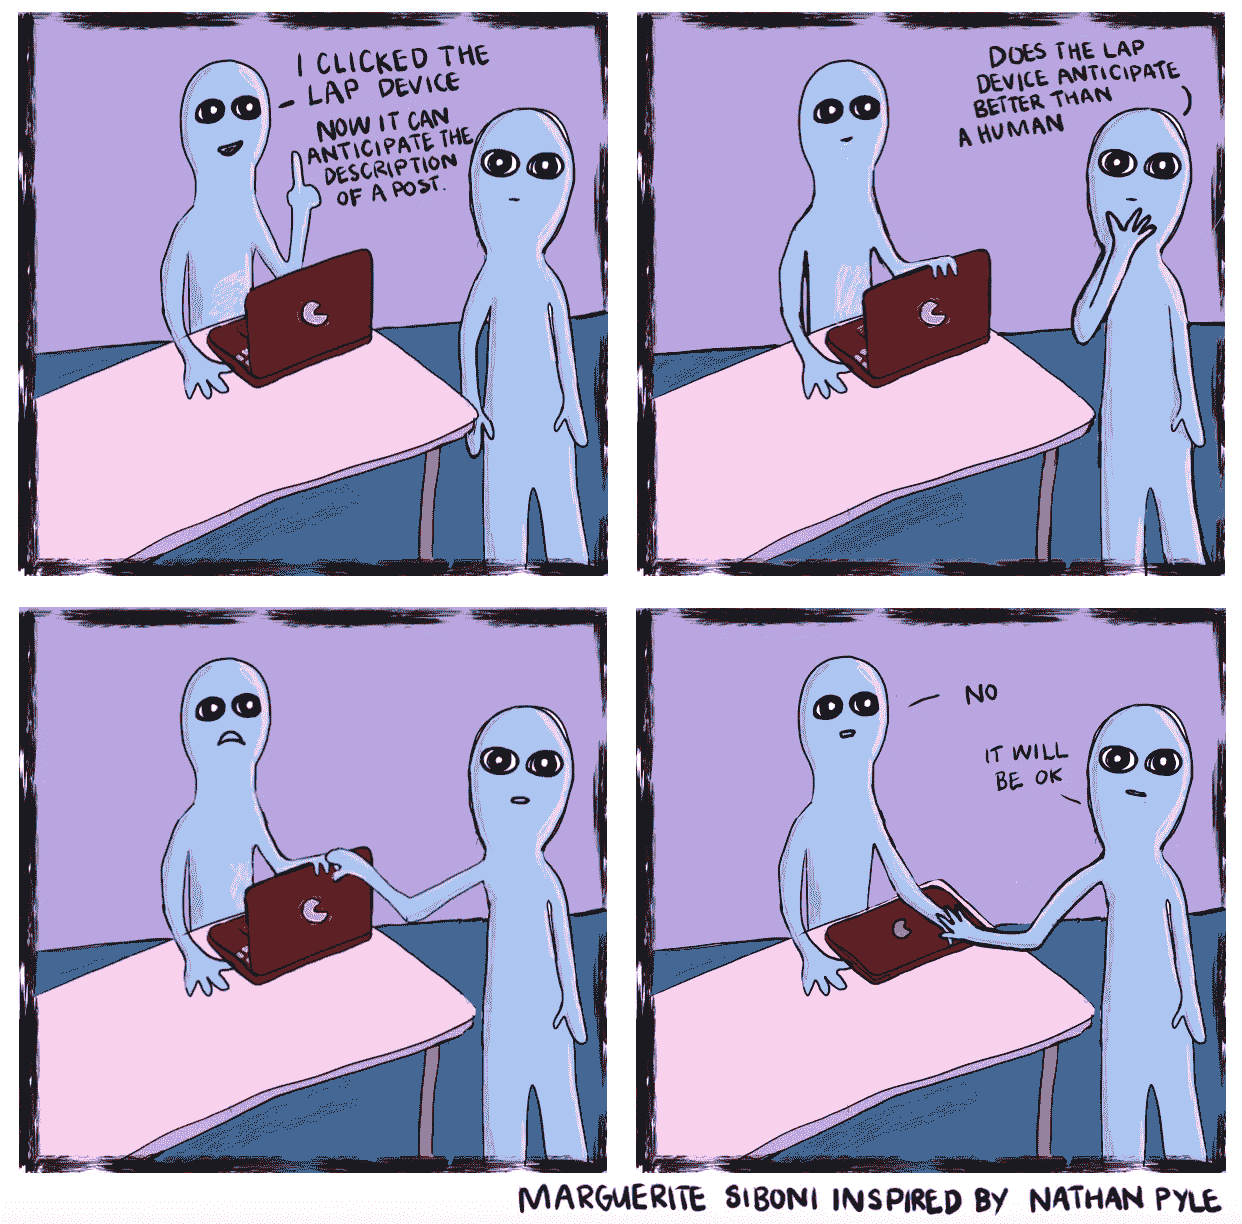 I CLICKED THE
LAP DEVICE
NOW IT CAN
ANTICIPATE THE
DESCRIPTION
OF A POST.
DOES THE LAP
DEVICE ANTICIPATE
BETTER THAN
A HUMAN
NO
IT WILL
BE OK
MARGUERITE SIBONI INSPIRED BY NATHAN PYLE